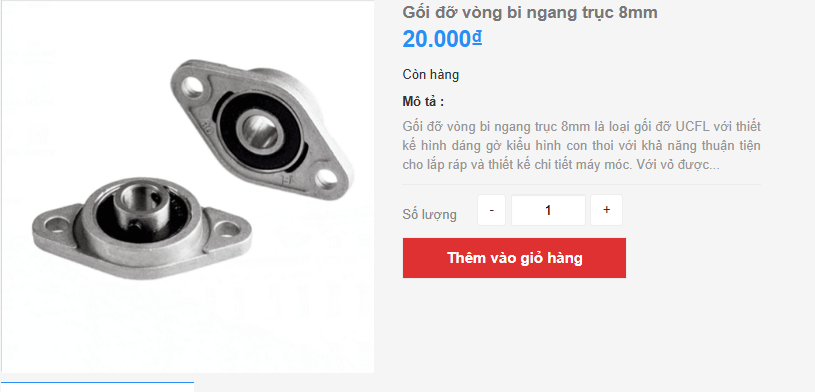 Gối đỡ vòng bi ngang trục 8mm
20.000₫
Còn hàng
Mô tả :
Gối đỡ vòng bi ngang trục 8mm là loại gối đỡ UCFL với thiết
kế hình dáng gờ kiểu hình con thoi với khả năng thuận tiện
cho lắp ráp và thiết kế chi tiết máy móc. Với vỏ được...
Số lượng - 1 +
Thêm vào giỏ hàng